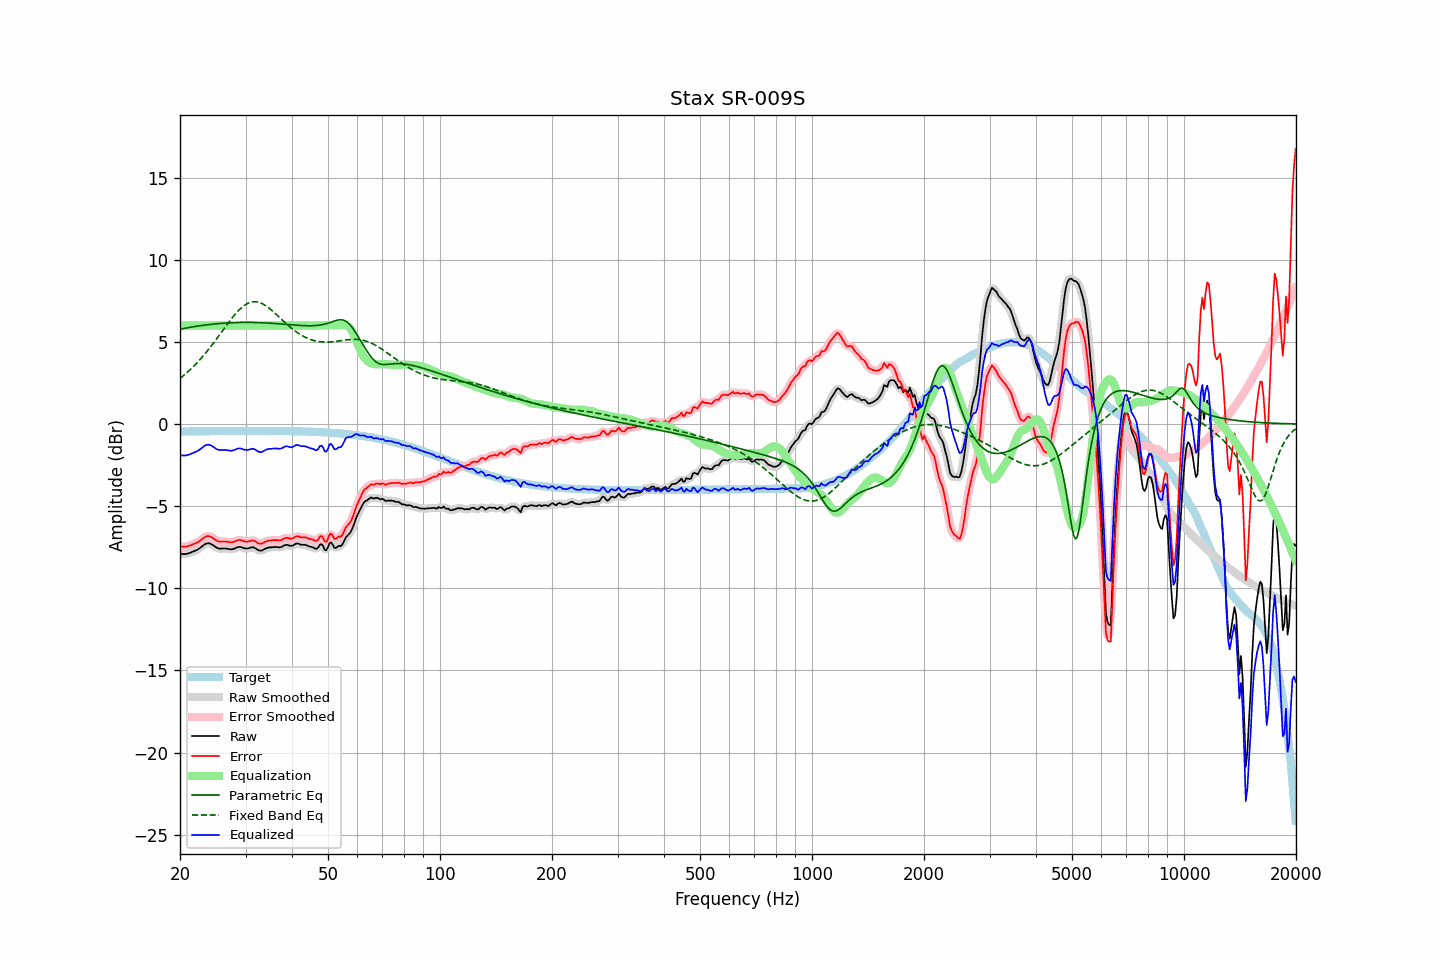 Stax SR-009S
Amplitude (dBr)
15
10
5
0
−5
−10
−15
−20
−25
Target
Raw Smoothed
Error Smoothed
Raw
Error
Equalization
Parametric Eq
Fixed Band Eq
Equalized
20 50 100 200 500 1000 2000 5000 10000 20000
Frequency (Hz)